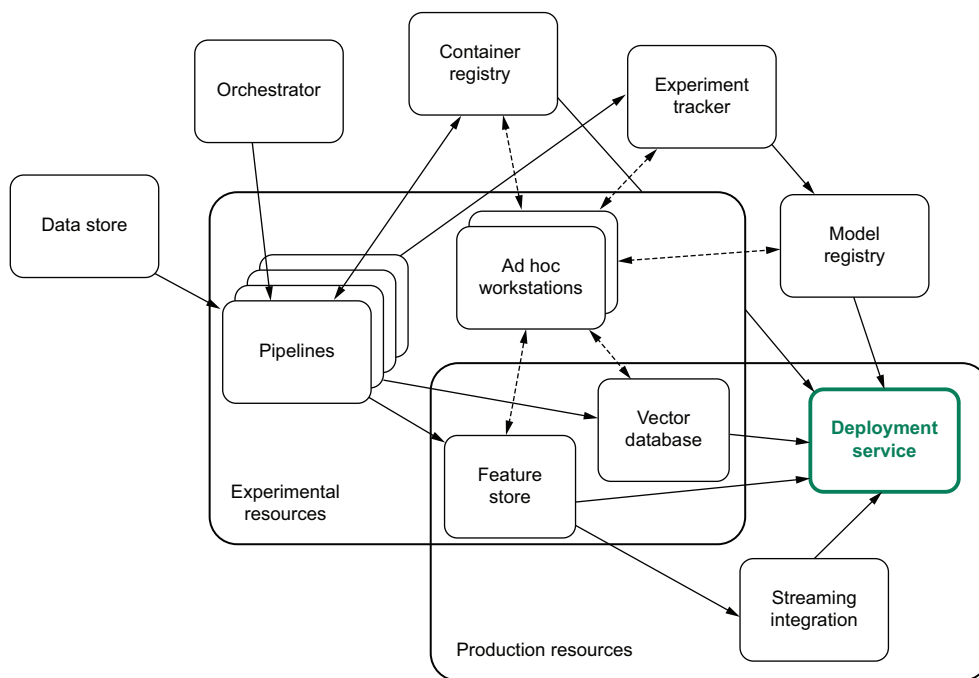 Container
registry
Experiment
tracker
Orchestrator
Data store
Model
registry
Ad hoc
workstations
Pipelines
Vector
database
Deployment
service
Feature
store
Experimental
resources
Streaming
integration
Production resources